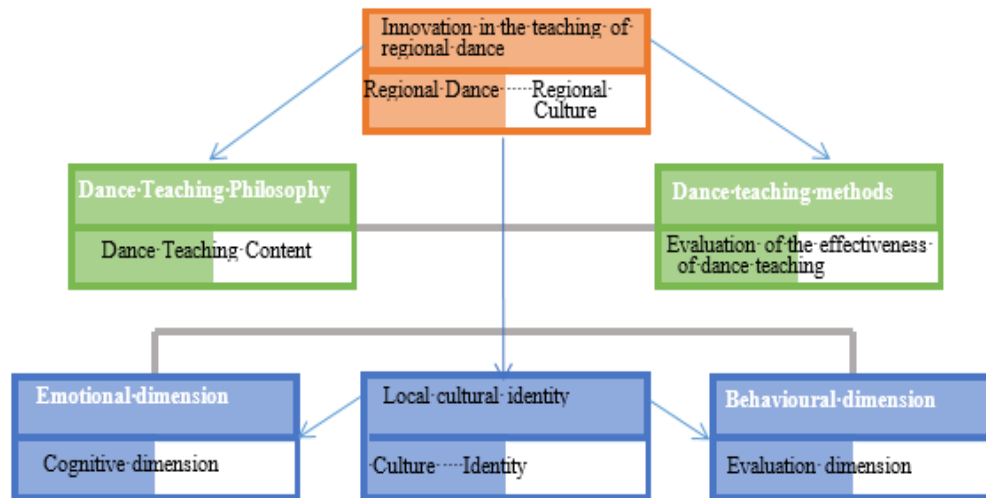 Innovation in the teaching of
regional dance
Regional Dance ······Regional
Culture
Dance·Teaching·Philosophy
Dance Teaching Content
Dance·teaching·methods
Evaluation of the effectiveness
of dance teaching
Emotional·dimension
Cognitive dimension
Local cultural identity
Culture ·····Identity
Behavioural dimension
Evaluation dimension